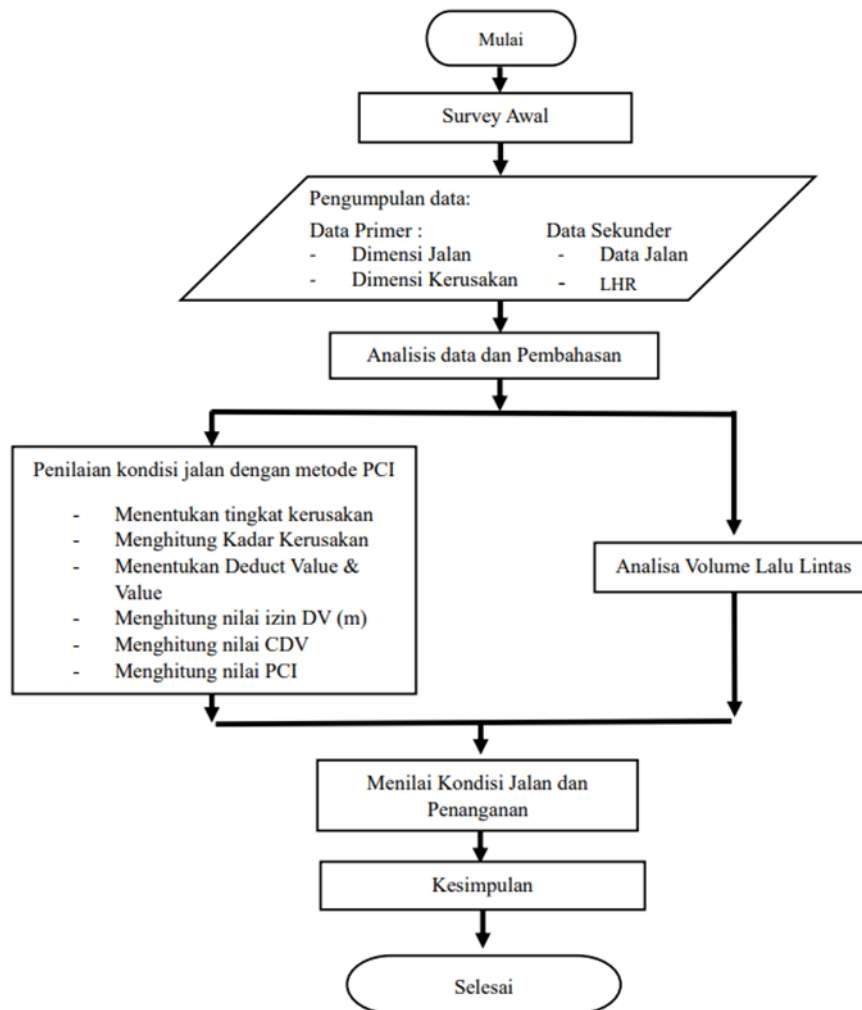 Mulai
Survey Awal
Pengumpulan data:
Data Primer :
- Dimensi Jalan
- Dimensi Kerusakan
Data Sekunder
- Data Jalan
- LHR
Analisis data dan Pembahasan
Penilaian kondisi jalan dengan metode PCI
- Menentukan tingkat kerusakan
- Menghitung Kadar Kerusakan
- Menentukan Deduct Value &
Value
- Menghitung nilai izin DV (m)
- Menghitung nilai CDV
- Menghitung nilai PCI
Analisa Volume Lalu Lintas
Menilai Kondisi Jalan dan
Penanganan
Kesimpulan
Selesai